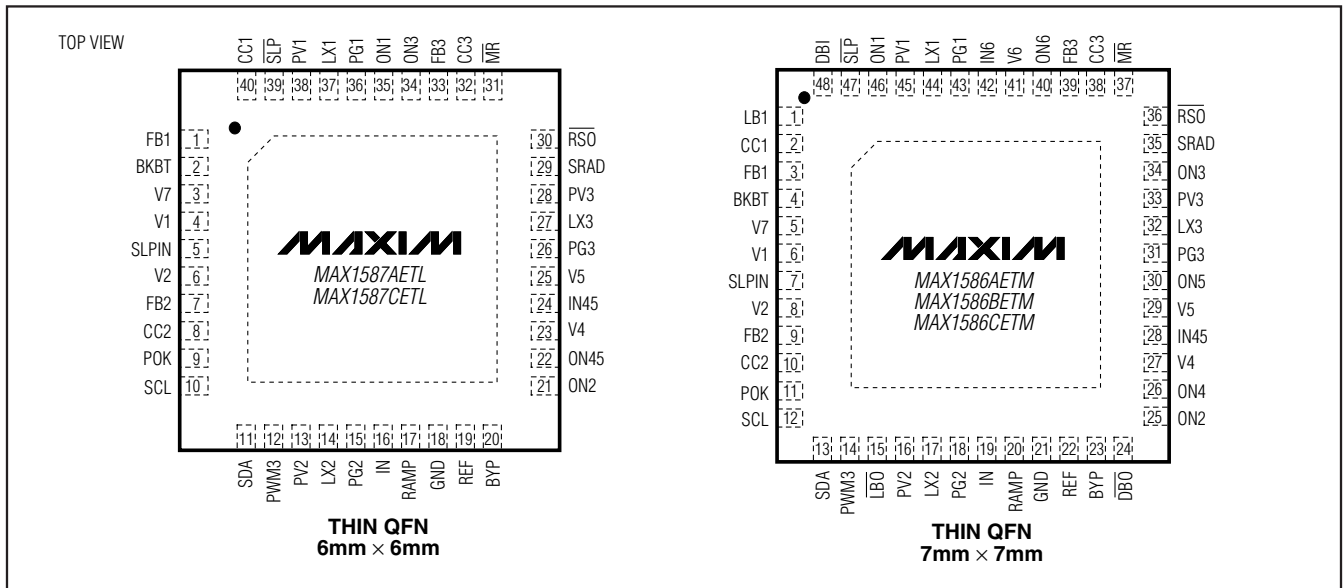 TOP VIEW
CC1
SLP
PV1
LX1
PG1
ON1
ON3
FB3
CC3
MR
40
39
38
37
36
35
34
33
32
31
FB1 1
BKBT 2
V7 3
V1 4
SLPIN 5
V2 6
FB2 7
CC2 8
POK 9
SCL 10
MAXIM
MAX1587AETL
MAX1587CETL
30 RSO
29 SRAD
28 PV3
27 LX3
26 PG3
25 V5
24 IN45
23 V4
22 ON45
21 ON2
11
12
13
14
15
16
17
18
19
20
SDA
PWM3
PV2
LX2
PG2
IN
RAMP
GND
REF
BYP
THIN QFN
6mm × 6mm
DBI
SLP
ON1
PV1
LX1
PG1
IN6
V6
ON6
FB3
CC3
MR
48
47
46
45
44
43
42
41
40
39
38
37
LB1 1
CC1 2
FB1 3
BKBT 4
V7 5
V1 6
SLPIN 7
V2 8
FB2 9
CC2 10
POK 11
SCL 12
MAXIM
MAX1586AETM
MAX1586BETM
MAX1586CETM
36 RSO
35 SRAD
34 ON3
33 PV3
32 LX3
31 PG3
30 ON5
29 V5
28 IN45
27 V4
26 ON4
25 ON2
13
14
15
16
17
18
19
20
21
22
23
24
SDA
PWM3
LBO
PV2
LX2
PG2
IN
RAMP
GND
REF
BYP
DBO
THIN QFN
7mm × 7mm